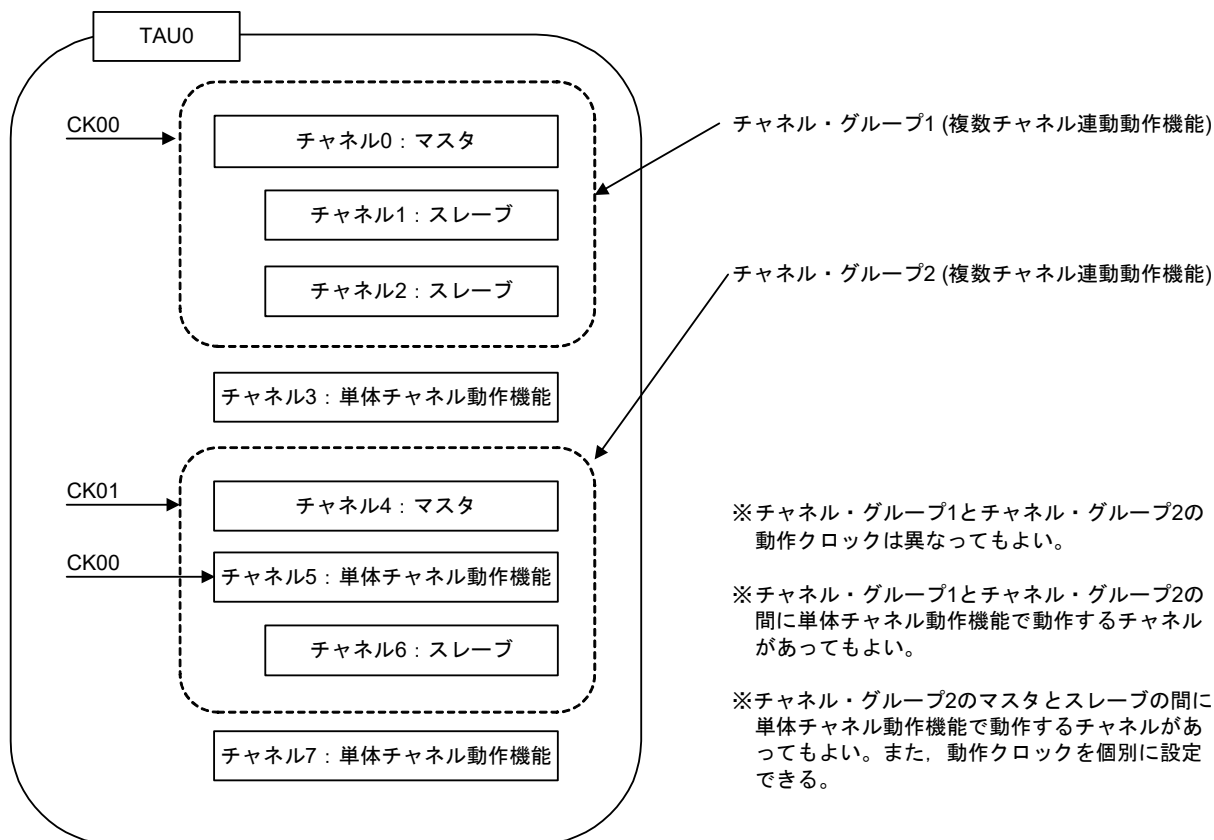 TAU0
CK00
チャネル0：マスタ
チャネル1：スレーブ
チャネル2：スレーブ
チャネル・グループ1 (複数チャネル連動動作機能)
チャネル・グループ2 (複数チャネル連動動作機能)
チャネル3：単体チャネル動作機能
CK01
チャネル4：マスタ
CK00
チャネル5：単体チャネル動作機能
チャネル6：スレーブ
チャネル7：単体チャネル動作機能
※チャネル・グループ1とチャネル・グループ2の
動作クロックは異なってもよい。
※チャネル・グループ1とチャネル・グループ2の
間に単体チャネル動作機能で動作するチャネル
があってもよい。
※チャネル・グループ2のマスタとスレーブの間に
単体チャネル動作機能で動作するチャネルがあ
ってもよい。また，動作クロックを個別に設定
できる。